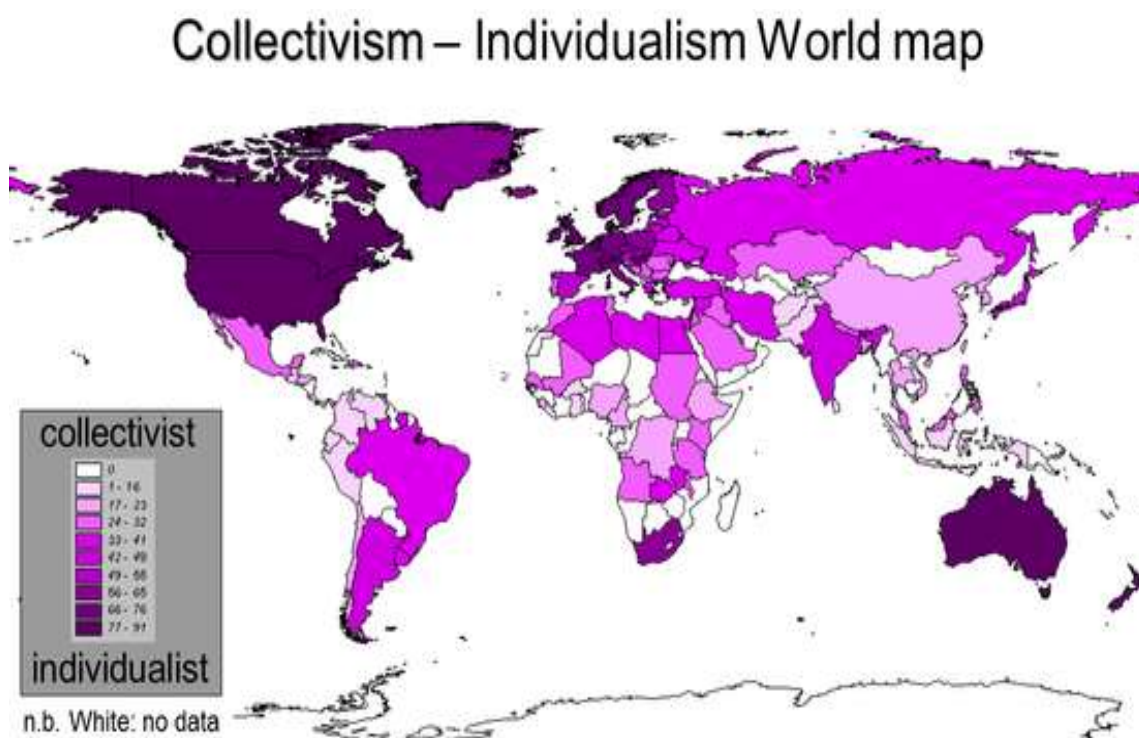 Collectivism – Individualism World map
collectivist
0
1 - 16
17 - 23
24 - 32
33 - 41
42 - 48
49 - 55
56 - 65
66 - 76
77 - 91
individualist
n.b. White: no data